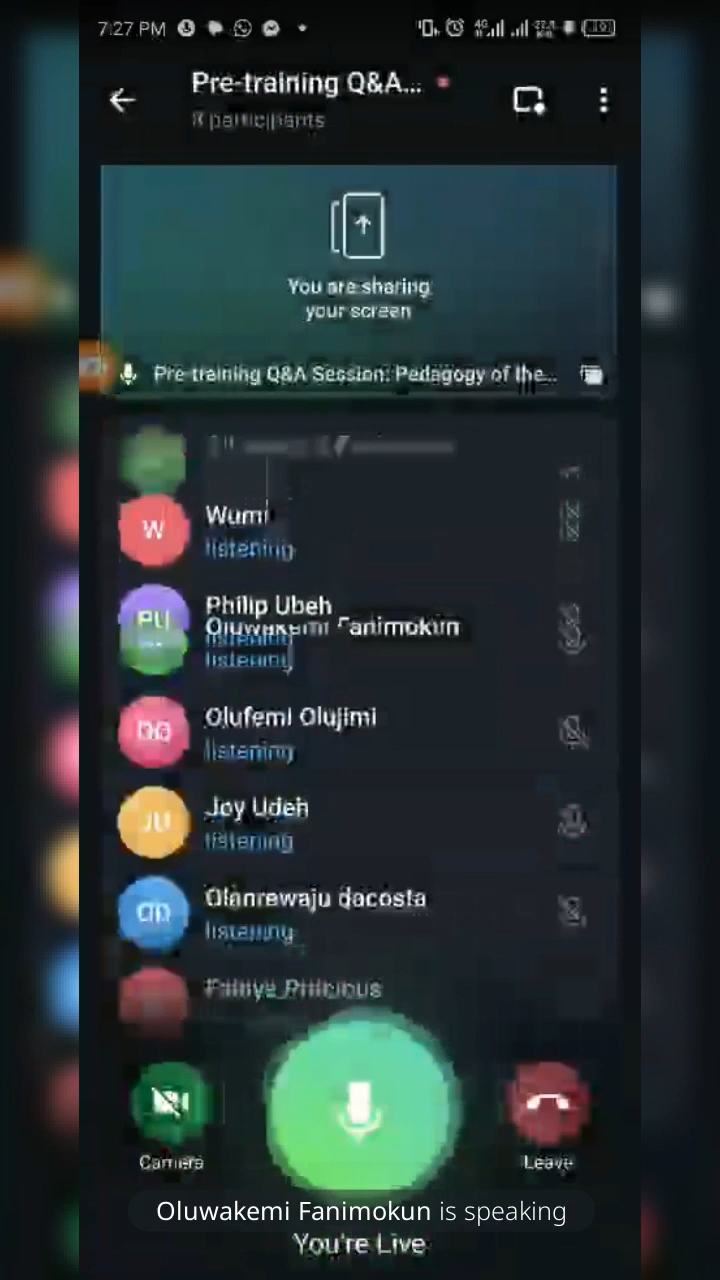 7:27 PM
Pre-training Q&A...
8 participants
You are sharing
your screen
Pre-training Q&A Session: Pedagogy of the...
W
Wumi
listening
PU
Philip Ubeh
Oluwakemi Fanimokun
listening
listening
Olufemi Olujimi
listening
JU
Joy Udeh
listening
Olanrewaju dacosta
listening
Camera
Leave
Oluwakemi Fanimokun is speaking
You're Live